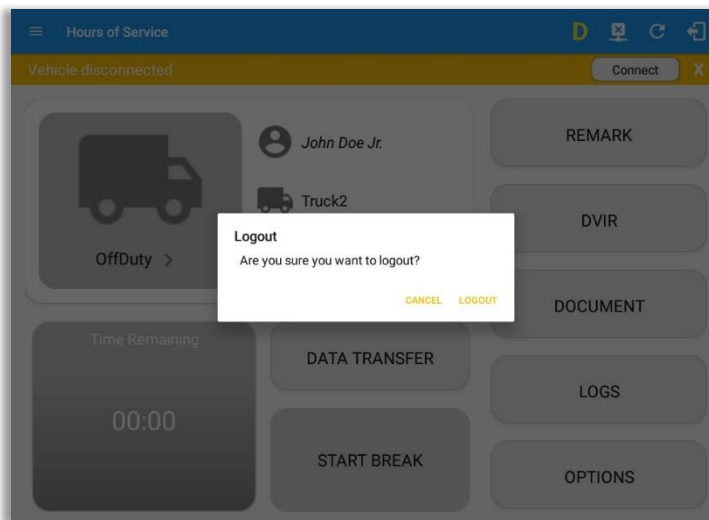 Hours of Service
D
Vehicle disconnected
Connect
X
John Doe Jr.
Truck2
OffDuty >
REMARK
DVIR
DOCUMENT
LOGS
OPTIONS
Logout
Are you sure you want to logout?
CANCEL LOGOUT
Time Remaining
00:00
DATA TRANSFER
START BREAK